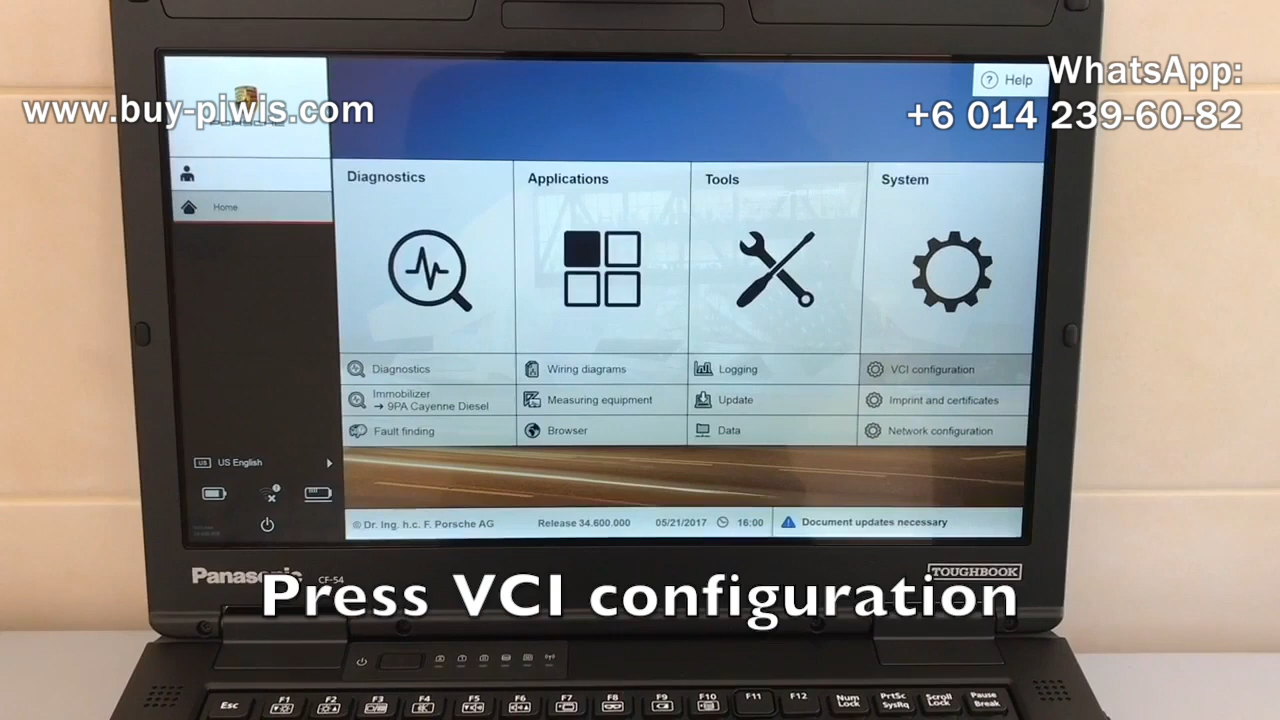 www.buy-piwis.com
WhatsApp:
+6 014 239-60-82
PORSCHE
Help
Home
Diagnostics
Applications
Tools
System
Diagnostics
Wiring diagrams
Logging
VCI configuration
Immobilizer
→ 9PA Cayenne Diesel
Measuring equipment
Update
Imprint and certificates
Fault finding
Browser
Data
Network configuration
US
US English
© Dr. Ing. h.c. F. Porsche AG
Release 34.600.000
05/21/2017
16:00
Document updates necessary
Panasonic
CF-54
TOUGHBOOK
Press VCI configuration
Esc
F1
F2
F3
F4
F5
F6
F7
F8
F9
F10
F11
F12
Num
Lock
PrtSc
SysRq
Scroll
Lock
Pause
Break